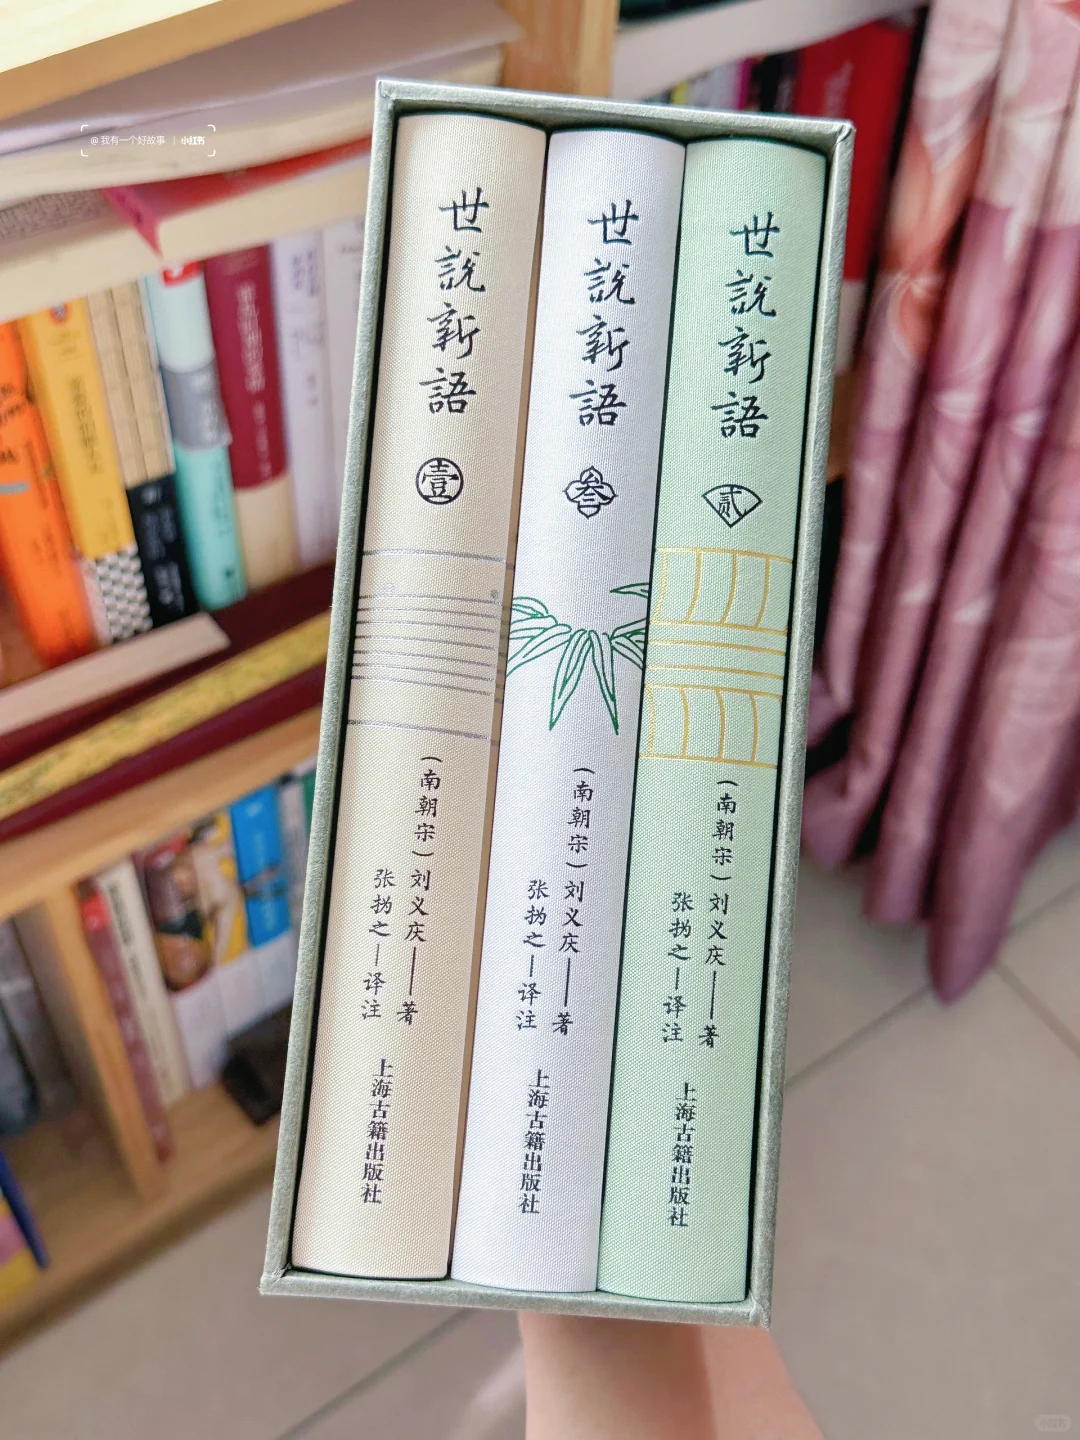 @我有一个好故事 | 小红书
世說新語
壹
（南朝宋）刘义庆——著
张㧑之—译注
上海古籍出版社
世說新語
叁
（南朝宋）刘义庆——著
张㧑之—译注
上海古籍出版社
世說新語
贰
（南朝宋）刘义庆——著
张㧑之—译注
上海古籍出版社
小红书